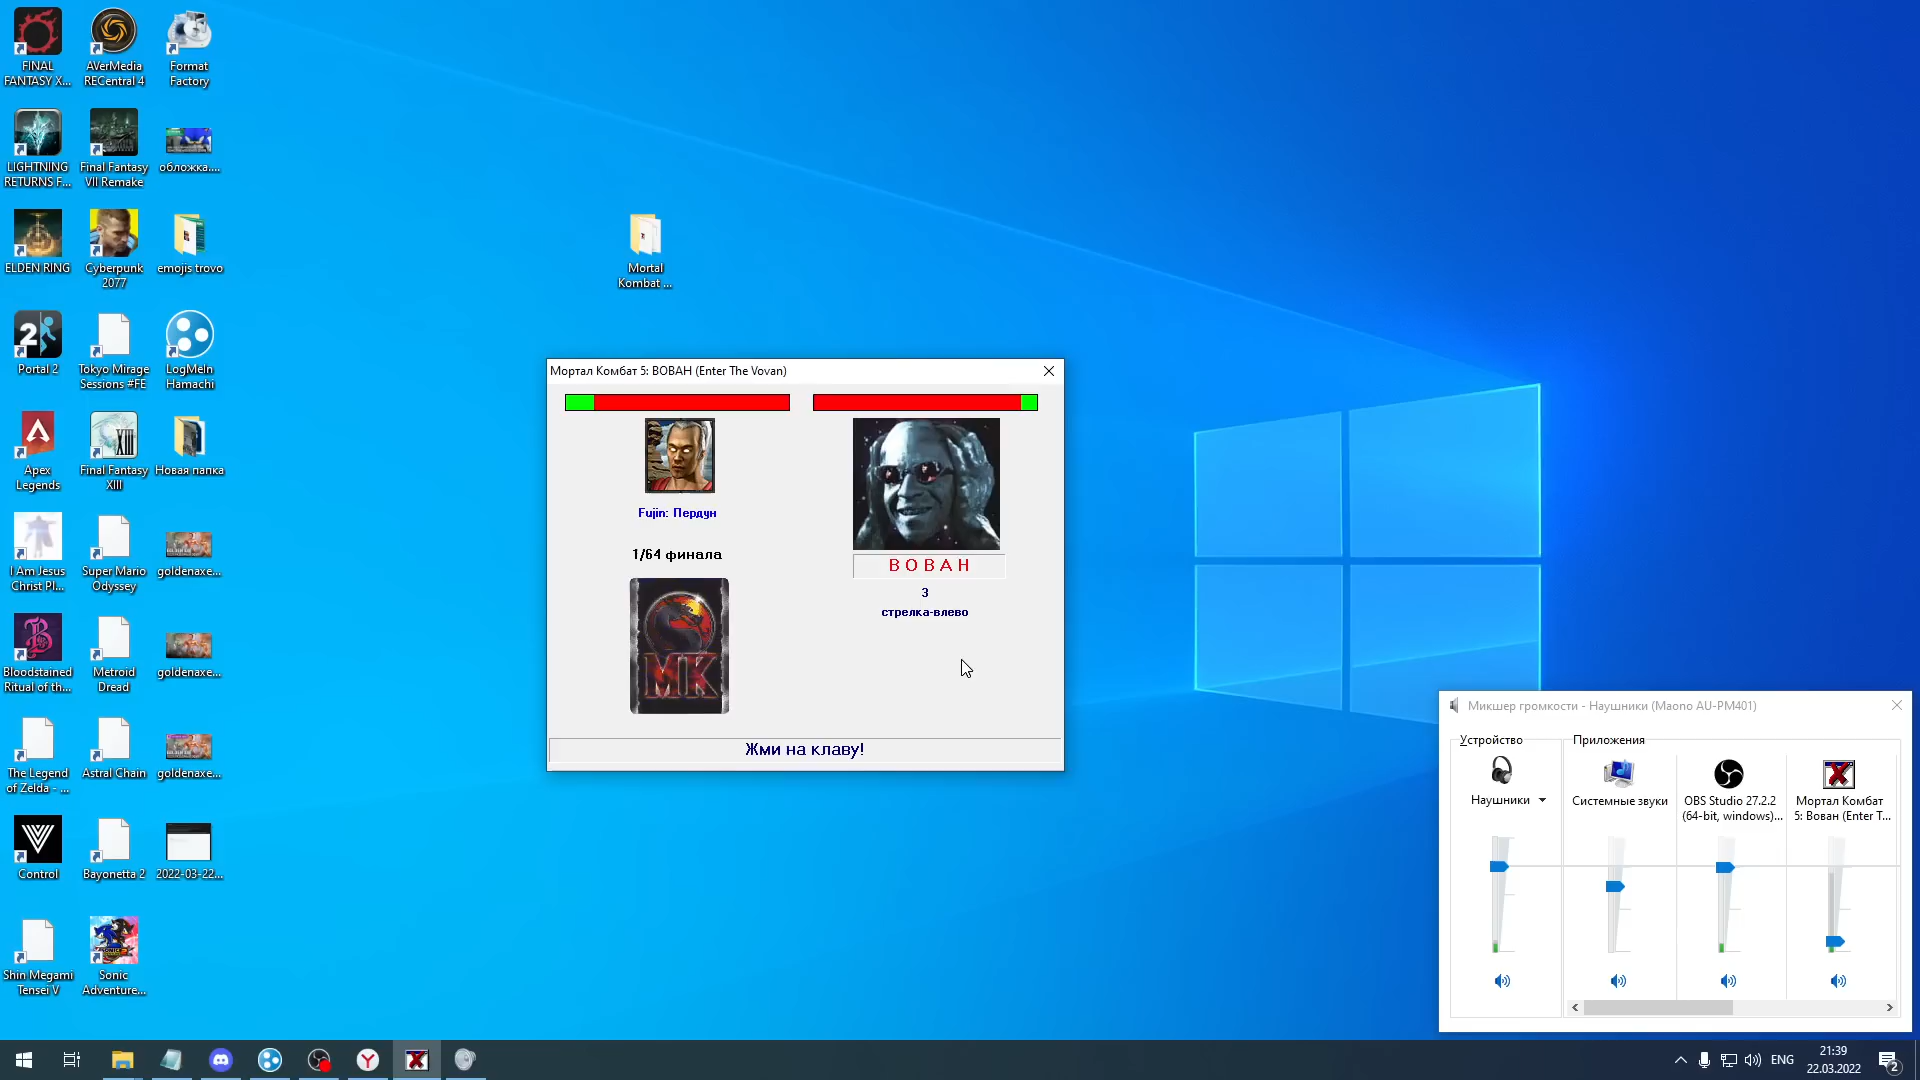 FINAL
FANTASY X...
AVerMedia
RECentral 4
Format
Factory
LIGHTNING
RETURNS F...
Final Fantasy
VII Remake
обложка....
ELDEN RING
Cyberpunk
2077
emojis trovo
Portal 2
Tokyo Mirage
Sessions #FE
LogMeIn
Hamachi
Apex
Legends
Final Fantasy
XIII
Новая папка
I Am Jesus
Christ Pl...
Super Mario
Odyssey
goldenaxe...
Bloodstained
Ritual of th...
Metroid
Dread
goldenaxe...
The Legend
of Zelda - ...
Astral Chain
goldenaxe...
Control
Bayonetta 2
2022-03-22...
Shin Megami
Tensei V
Sonic
Adventure...
Mortal
Kombat ...
Мортал Комбат 5: ВОВАН (Enter The Vovan)
Fujin: Пердун
1/64 финала
MK
ВОВАН
3
стрелка-влево
Жми на клаву!
Микшер громкости - Наушники (Maono AU-PM401)
Устройство
Приложения
Наушники
Системные звуки
OBS Studio 27.2.2
(64-bit, windows)...
Мортал Комбат
5: Вован (Enter T...
ENG
21:39
22.03.2022
2